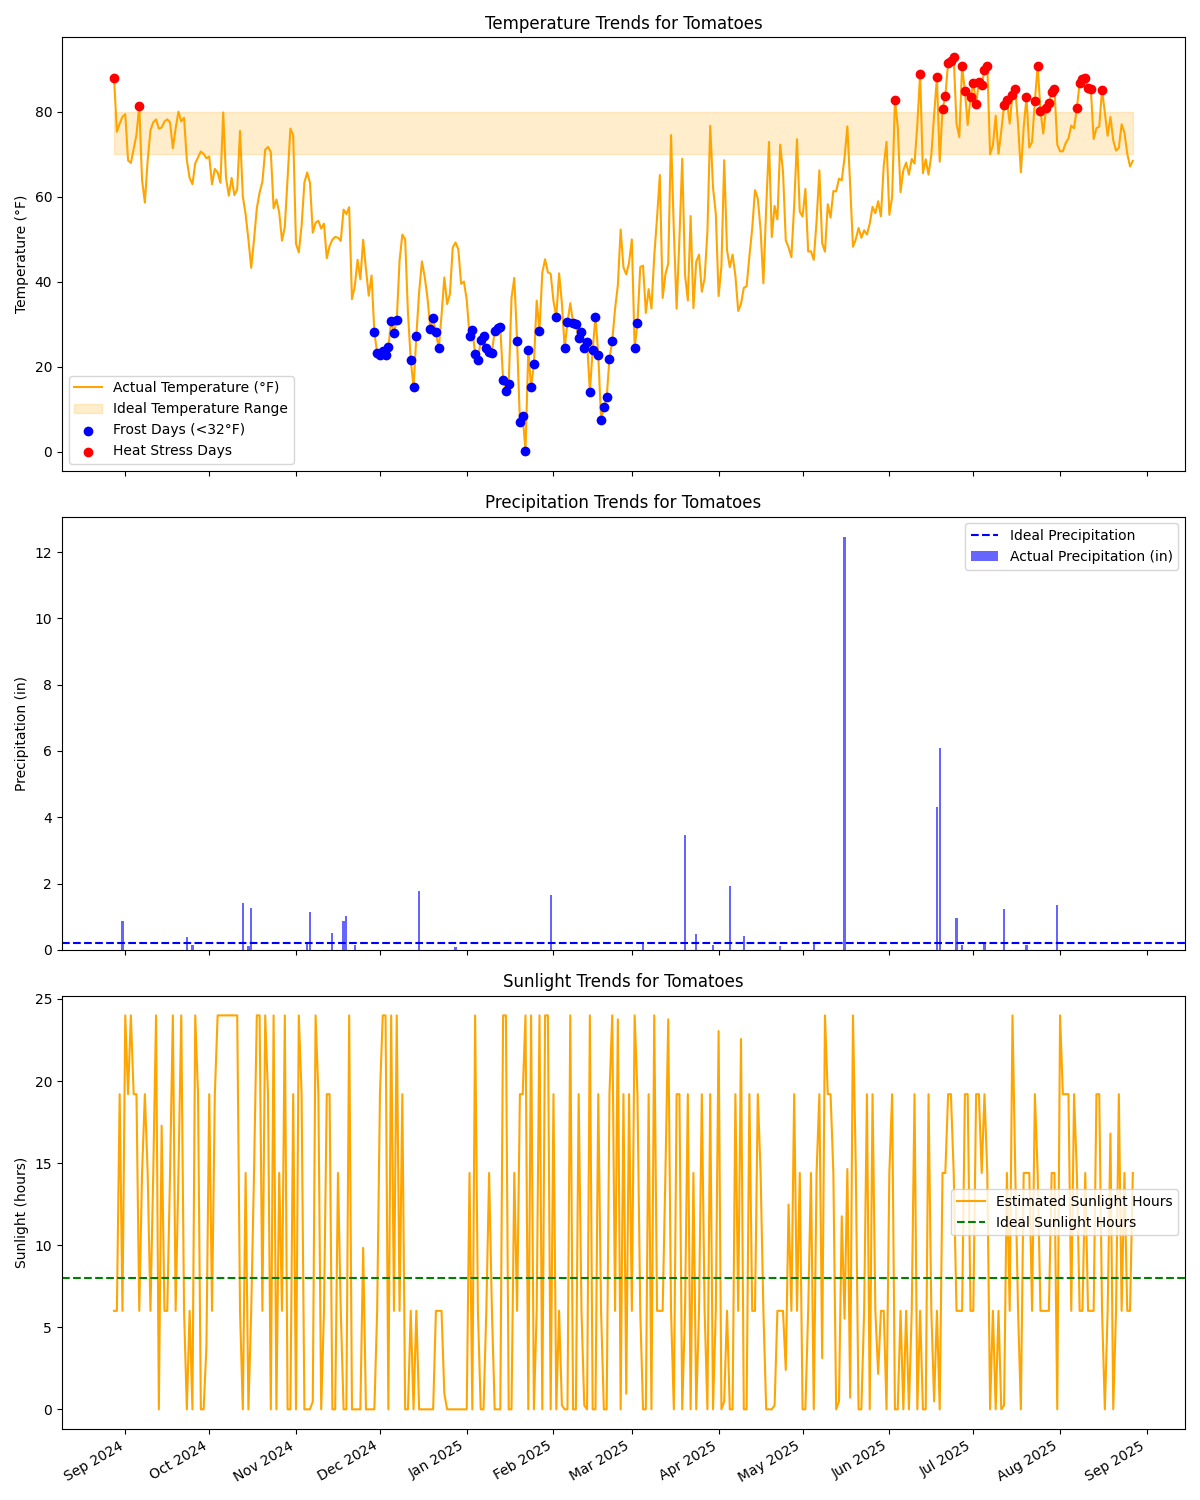 Temperature Trends for Tomatoes
Temperature (°F)
80
60
40
20
0
Actual Temperature (°F)
Ideal Temperature Range
Frost Days (<32°F)
Heat Stress Days
Precipitation Trends for Tomatoes
Precipitation (in)
12
10
8
6
4
2
0
Ideal Precipitation
Actual Precipitation (in)
Sunlight Trends for Tomatoes
Sunlight (hours)
25
20
15
10
5
0
Estimated Sunlight Hours
Ideal Sunlight Hours
Sep 2024
Oct 2024
Nov 2024
Dec 2024
Jan 2025
Feb 2025
Mar 2025
Apr 2025
May 2025
Jun 2025
Jul 2025
Aug 2025
Sep 2025